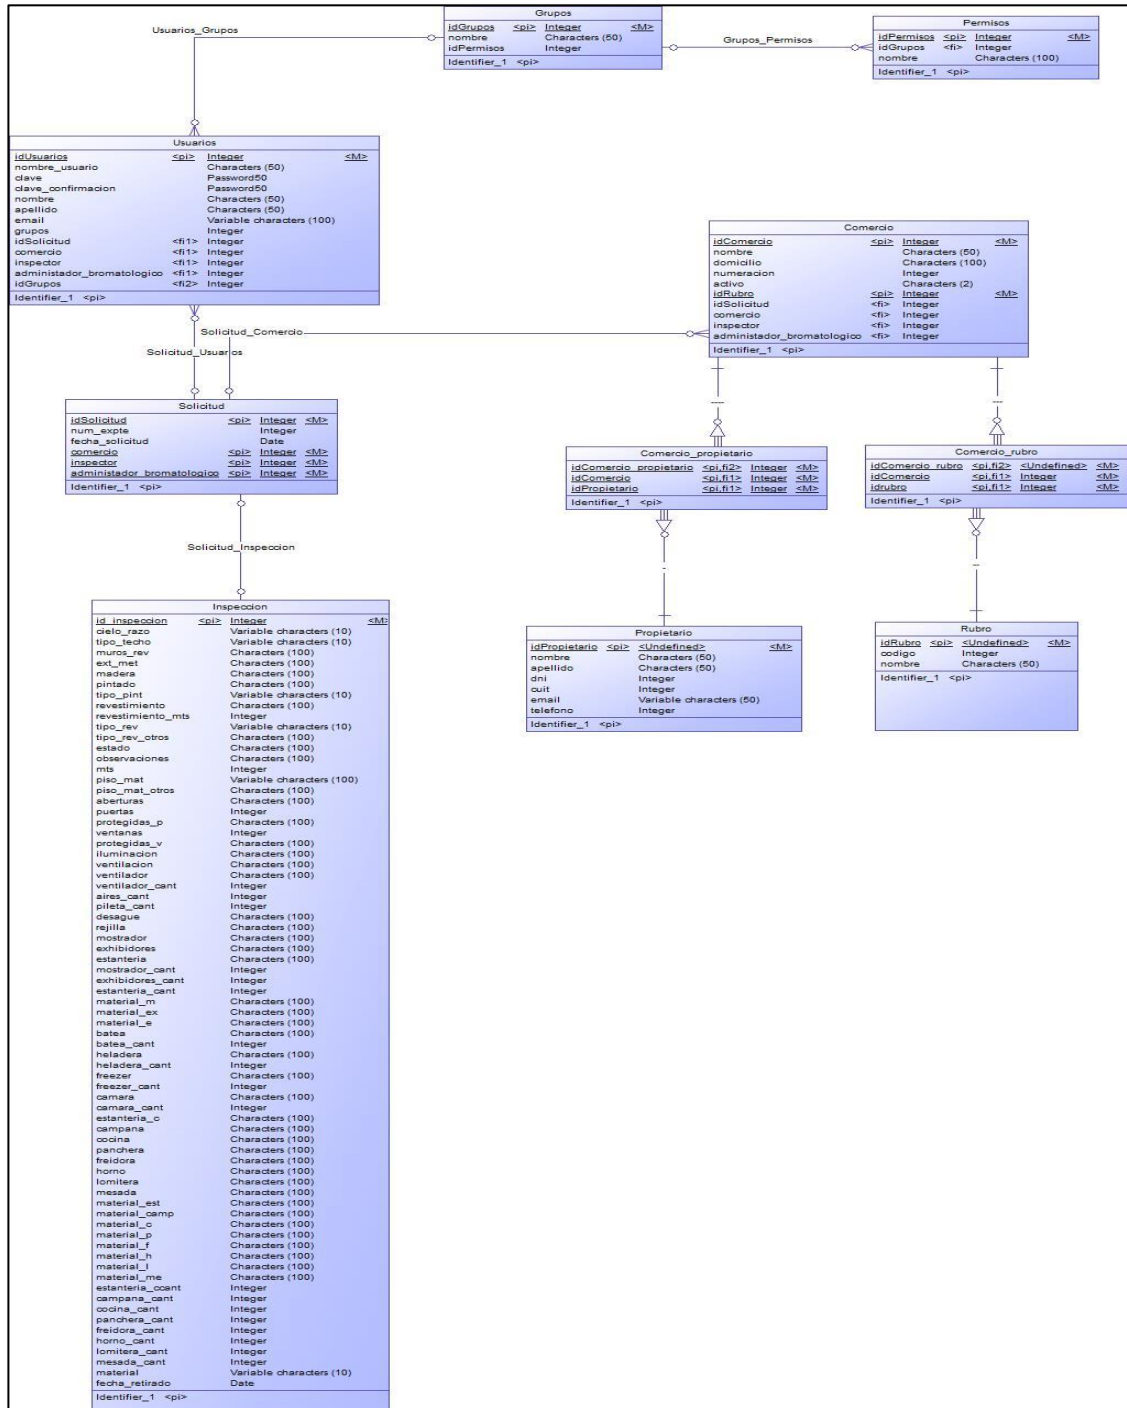 Grupos
idGrupos <pi> Integer <M>
nombre Characters (50)
idPermisos Integer
Identifier_1 <pi>
Usuarios_Grupos
Grupos_Permisos
Permisos
idPermisos <pi> Integer <M>
idGrupos <fi> Integer
nombre Characters (100)
Identifier_1 <pi>
Usuarios
idUsuarios <pi> Integer <M>
nombre_usuario Characters (50)
clave Password50
clave_confirmacion Password50
nombre Characters (50)
apellido Characters (50)
email Variable characters (100)
grupos Integer
idSolicitud <fi1> Integer
comercio <fi1> Integer
inspector <fi1> Integer
administador_bromatologico <fi1> Integer
idGrupos <fi2> Integer
Identifier_1 <pi>
Comercio
idComercio <pi> Integer <M>
nombre Characters (50)
domicilio Characters (100)
numeracion Integer
activo Characters (2)
idRubro <pi> Integer <M>
idSolicitud <fi> Integer
comercio <fi> Integer
inspector <fi> Integer
administador_bromatologico <fi> Integer
Identifier_1 <pi>
Solicitud_Comercio
Solicitud_Usuarios
Solicitud
idSolicitud <pi> Integer <M>
num_expte Integer
fecha_solicitud Date
comercio <pi> Integer <M>
inspector <pi> Integer <M>
administador_bromatologico <pi> Integer <M>
Identifier_1 <pi>
Comercio_propietario
idComercio_propietario <pi,fi2> Integer <M>
idComercio <pi,fi1> Integer <M>
idPropietario <pi,fi1> Integer <M>
Identifier_1 <pi>
Comercio_rubro
idComercio_rubro <pi,fi2> <Undefined> <M>
idComercio <pi,fi1> Integer <M>
idrubro <pi,fi1> Integer <M>
Identifier_1 <pi>
Solicitud_Inspeccion
Propietario
idPropietario <pi> <Undefined> <M>
nombre Characters (50)
apellido Characters (50)
dni Integer
cuit Integer
email Variable characters (50)
telefono Integer
Identifier_1 <pi>
Rubro
idRubro <pi> <Undefined> <M>
codigo Integer
nombre Characters (50)
Identifier_1 <pi>
Inspeccion
id_inspeccion <pi> Integer <M>
cielo_razo Variable characters (10)
tipo_techo Variable characters (10)
muros_rev Characters (100)
ext_met Characters (100)
madera Characters (100)
pintado Characters (100)
tipo_pint Variable characters (10)
revestimiento Characters (100)
revestimiento_mts Integer
tipo_rev Variable characters (10)
tipo_rev_otros Characters (100)
estado Characters (100)
observaciones Characters (100)
mts Integer
piso_mat Variable characters (100)
piso_mat_otros Characters (100)
aberturas Characters (100)
puertas Integer
protegidas_p Characters (100)
ventanas Integer
protegidas_v Characters (100)
iluminacion Characters (100)
ventilacion Characters (100)
ventilador Characters (100)
ventilador_cant Integer
aires_cant Integer
pileta_cant Integer
desague Characters (100)
rejilla Characters (100)
mostrador Characters (100)
exhibidores Characters (100)
estanteria Characters (100)
mostrador_cant Integer
exhibidores_cant Integer
estanteria_cant Integer
material_m Characters (100)
material_ex Characters (100)
material_e Characters (100)
batea Characters (100)
batea_cant Integer
heladera Characters (100)
heladera_cant Integer
freezer Characters (100)
freezer_cant Integer
camara Characters (100)
camara_cant Integer
estanteria_c Characters (100)
campana Characters (100)
cocina Characters (100)
panchera Characters (100)
freidora Characters (100)
horno Characters (100)
lomitera Characters (100)
mesada Characters (100)
material_est Characters (100)
material_camp Characters (100)
material_c Characters (100)
material_p Characters (100)
material_f Characters (100)
material_h Characters (100)
material_l Characters (100)
material_me Characters (100)
estanteria_ccant Integer
campana_cant Integer
cocina_cant Integer
panchera_cant Integer
freidora_cant Integer
horno_cant Integer
lomitera_cant Integer
mesada_cant Integer
material Variable characters (10)
fecha_retirado Date
Identifier_1 <pi>